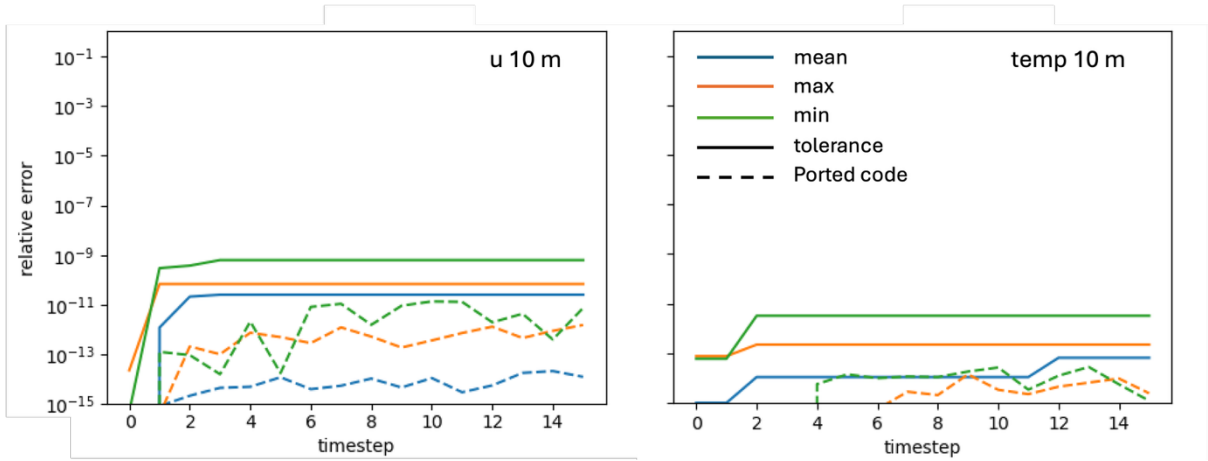 u 10 m
relative error
10⁻¹
10⁻³
10⁻⁵
10⁻⁷
10⁻⁹
10⁻¹¹
10⁻¹³
10⁻¹⁵
0 2 4 6 8 10 12 14
timestep
temp 10 m
mean
max
min
tolerance
Ported code
0 2 4 6 8 10 12 14
timestep